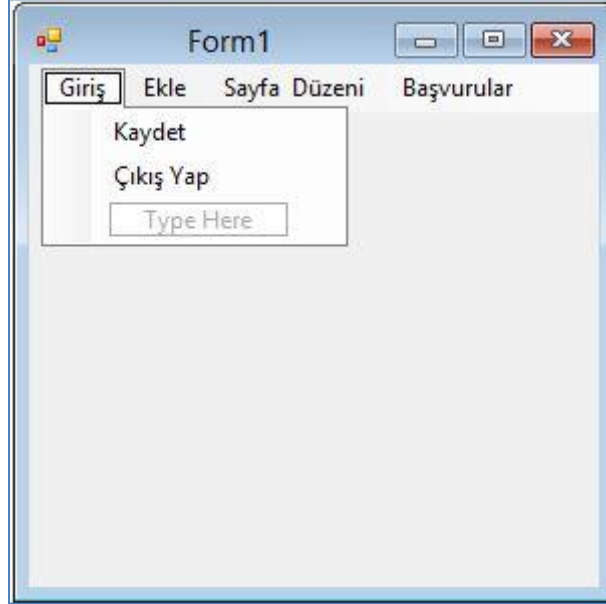 Form1
Giriş Ekle Sayfa Düzeni Başvurular
Kaydet
Çıkış Yap
Type Here